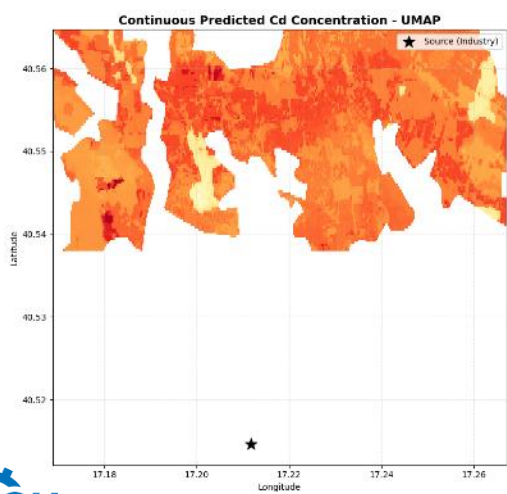 Continuous Predicted Cd Concentration - UMAP
Source (Industry)
40.56
40.55
40.54
40.53
40.52
Latitude
17.18
17.20
17.22
17.24
17.26
Longitude